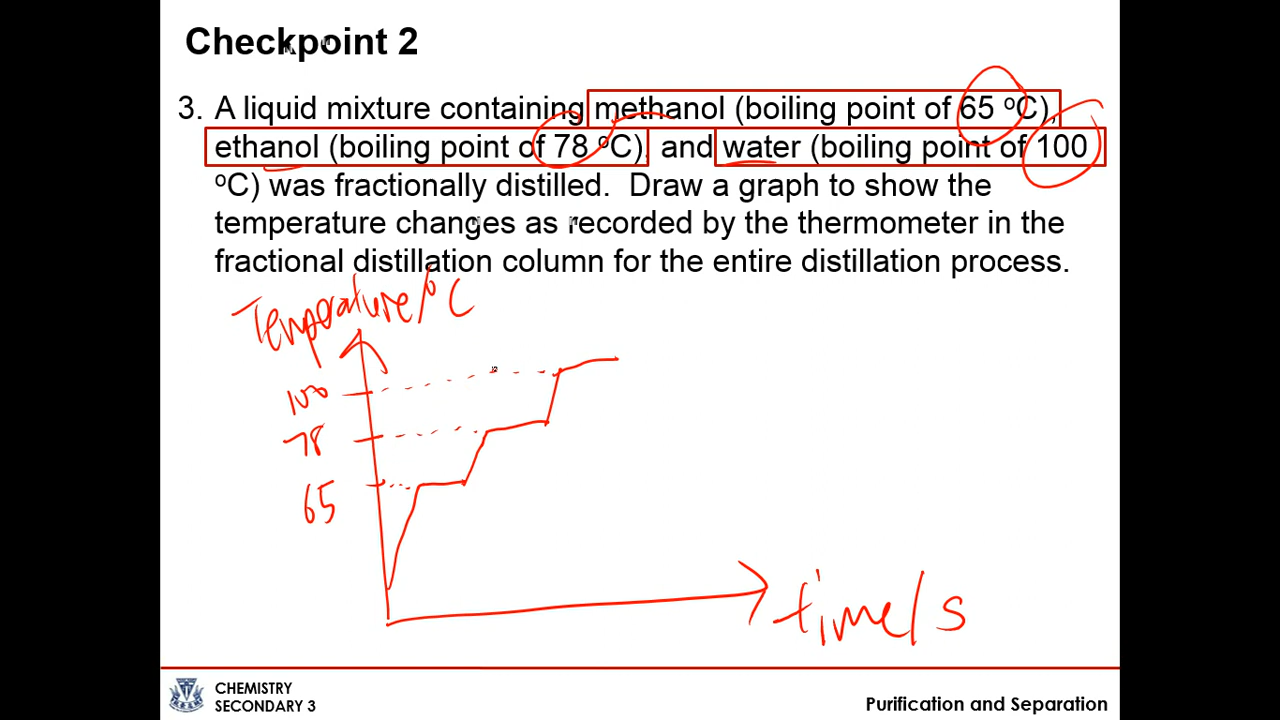 Checkpoint 2
3. A liquid mixture containing methanol (boiling point of 65 ºC),
ethanol (boiling point of 78 ºC), and water (boiling point of 100
ºC) was fractionally distilled. Draw a graph to show the
temperature changes as recorded by the thermometer in the
fractional distillation column for the entire distillation process.
Temperature/°C
100
78
65
time/s
CHEMISTRY
SECONDARY 3
Purification and Separation